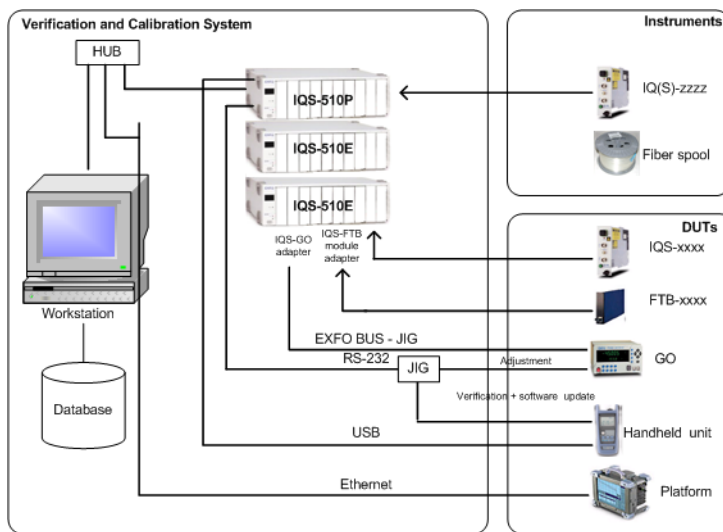 Verification and Calibration System
HUB
IQS-510P
IQS-510E
IQS-510E
IQS-GO
adapter
IQS-FTB
module
adapter
Workstation
Database
EXFO BUS - JIG
RS-232
JIG
Adjustment
Verification + software update
USB
Ethernet
Instruments
IQ(S)-zzzz
Fiber spool
DUTs
IQS-xxxx
FTB-xxxx
GO
Handheld unit
Platform